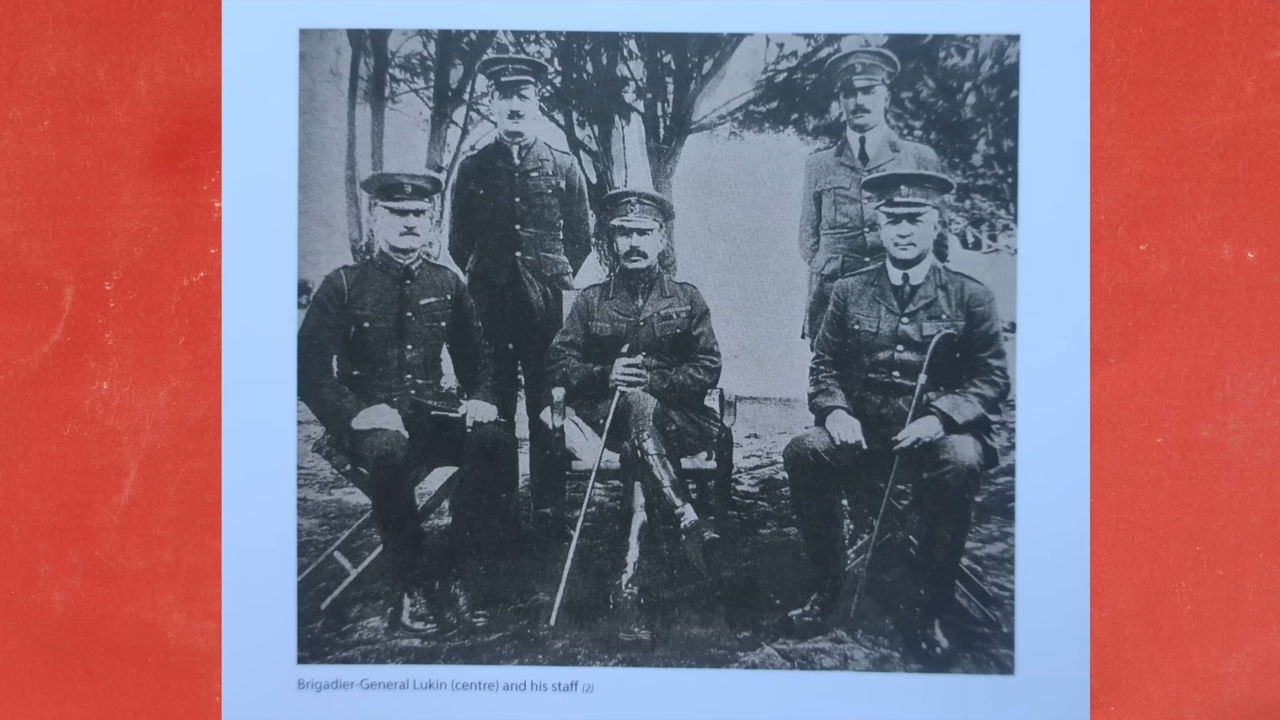 Brigadier-General Lukin (centre) and his staff (2)